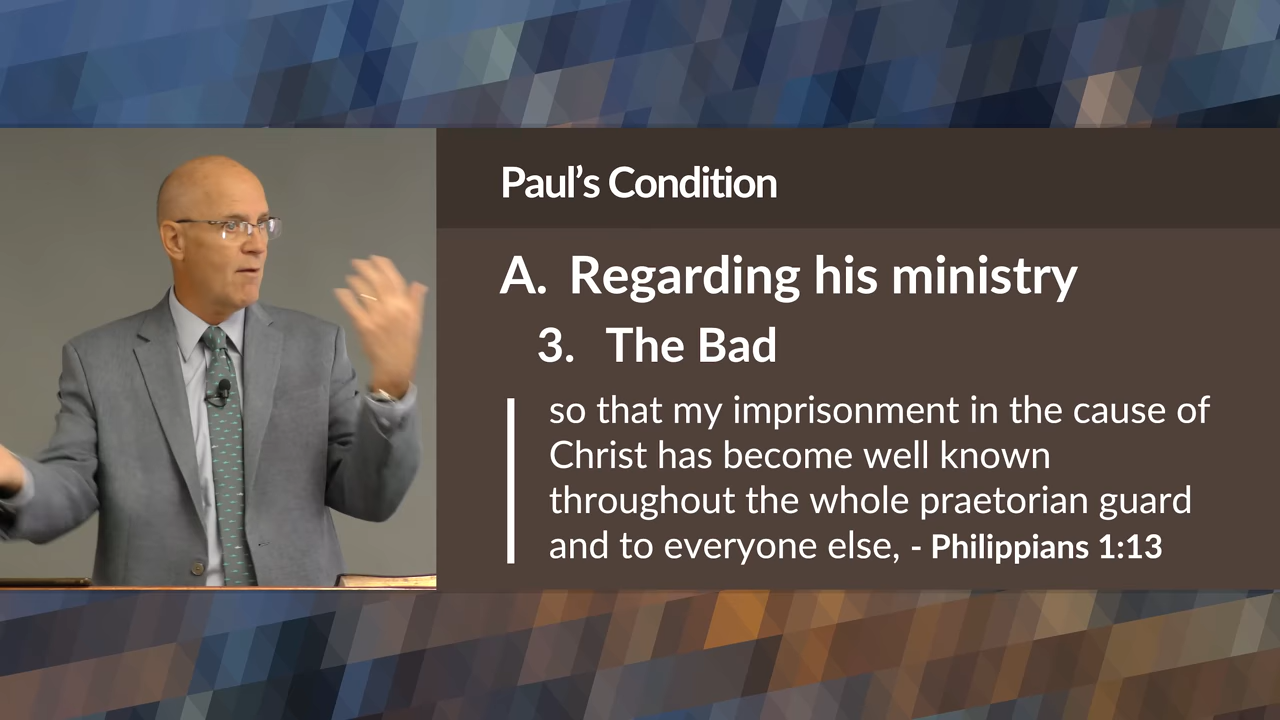 Paul’s Condition
A. Regarding his ministry
3. The Bad
so that my imprisonment in the cause of
Christ has become well known
throughout the whole praetorian guard
and to everyone else, - Philippians 1:13